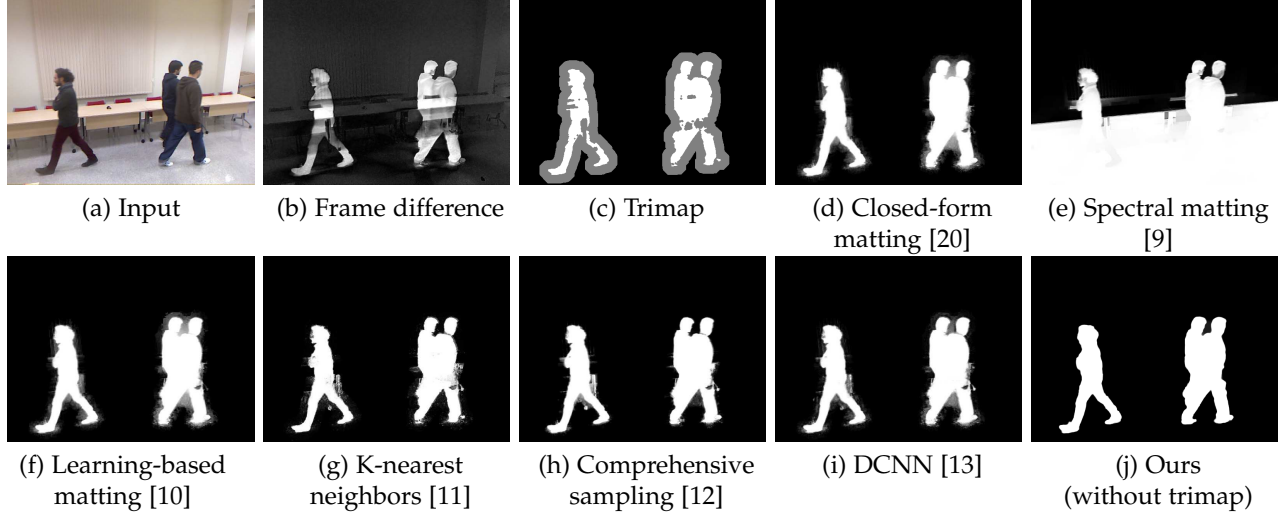 (a) Input
(b) Frame difference
(c) Trimap
(d) Closed-form
matting [20]
(e) Spectral matting
[9]
(f) Learning-based
matting [10]
(g) K-nearest
neighbors [11]
(h) Comprehensive
sampling [12]
(i) DCNN [13]
(j) Ours
(without trimap)